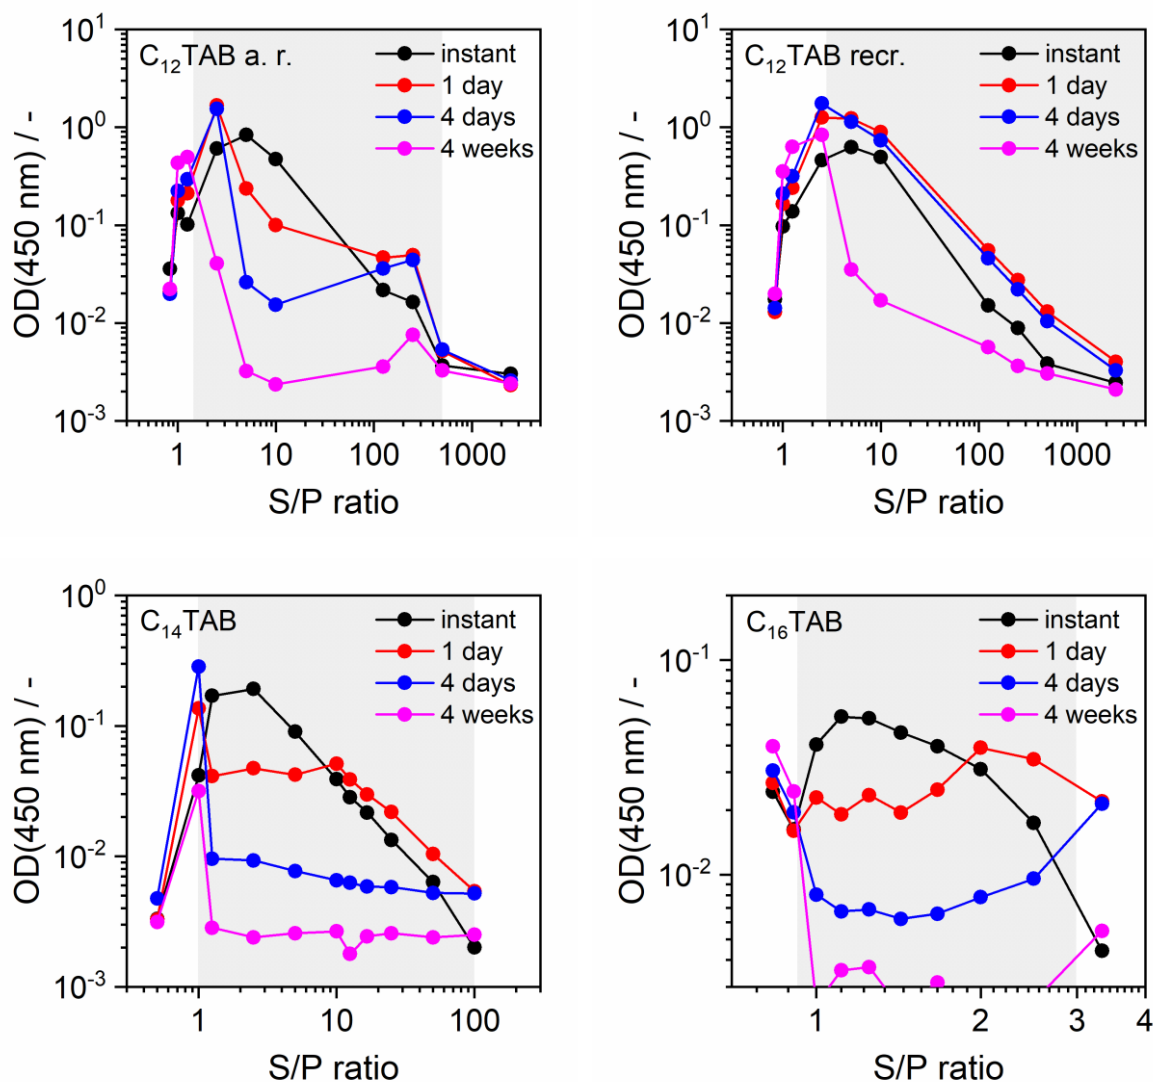 C₁₂TAB a. r.
instant
1 day
4 days
4 weeks
10¹
10⁰
10⁻¹
10⁻²
10⁻³
OD(450 nm) / -
1 10 100 1000
S/P ratio
C₁₂TAB recr.
instant
1 day
4 days
4 weeks
10¹
10⁰
10⁻¹
10⁻²
10⁻³
OD(450 nm) / -
1 10 100 1000
S/P ratio
C₁₄TAB
instant
1 day
4 days
4 weeks
10⁰
10⁻¹
10⁻²
10⁻³
OD(450 nm) / -
1 10 100
S/P ratio
C₁₆TAB
instant
1 day
4 days
4 weeks
10⁻¹
10⁻²
OD(450 nm) / -
1 2 3 4
S/P ratio